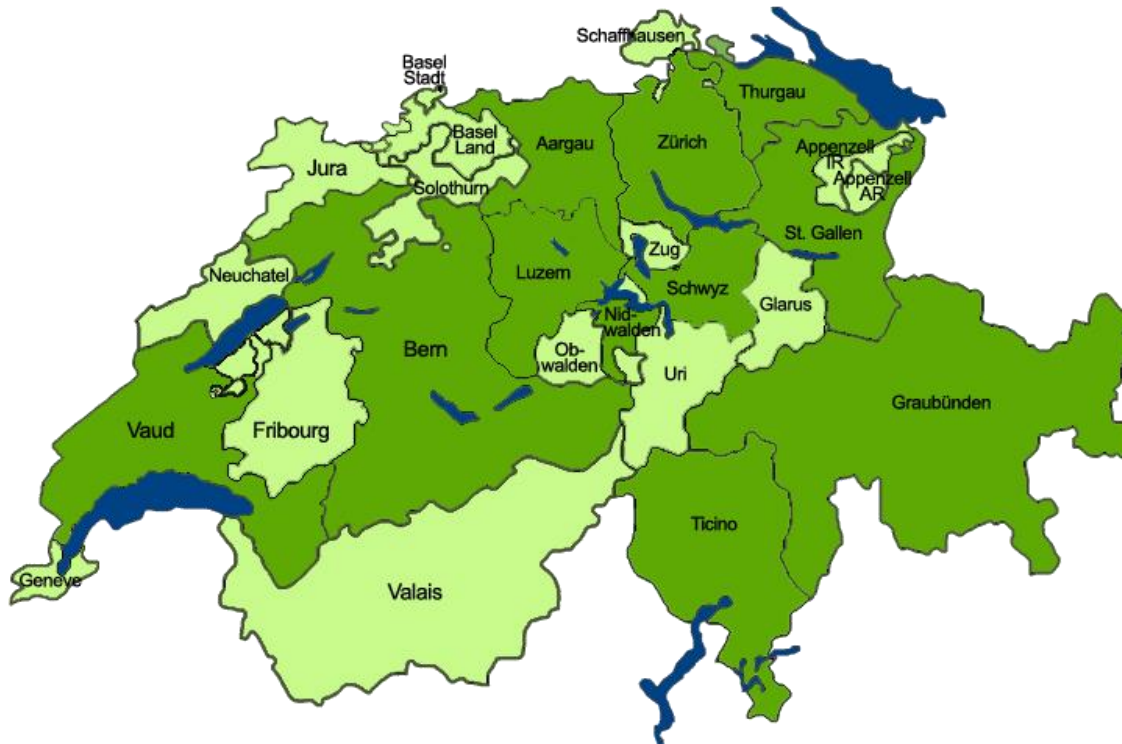 Schaffhausen
Basel
Stadt
Thurgau
Basel
Land
Aargau
Zürich
Appenzell
IR
Appenzell
AR
Jura
Solothurn
St. Gallen
Zug
Neuchatel
Luzern
Schwyz
Glarus
Nid-
walden
Bern
Ob-
walden
Uri
Graubünden
Vaud
Fribourg
Ticino
Geneve
Valais